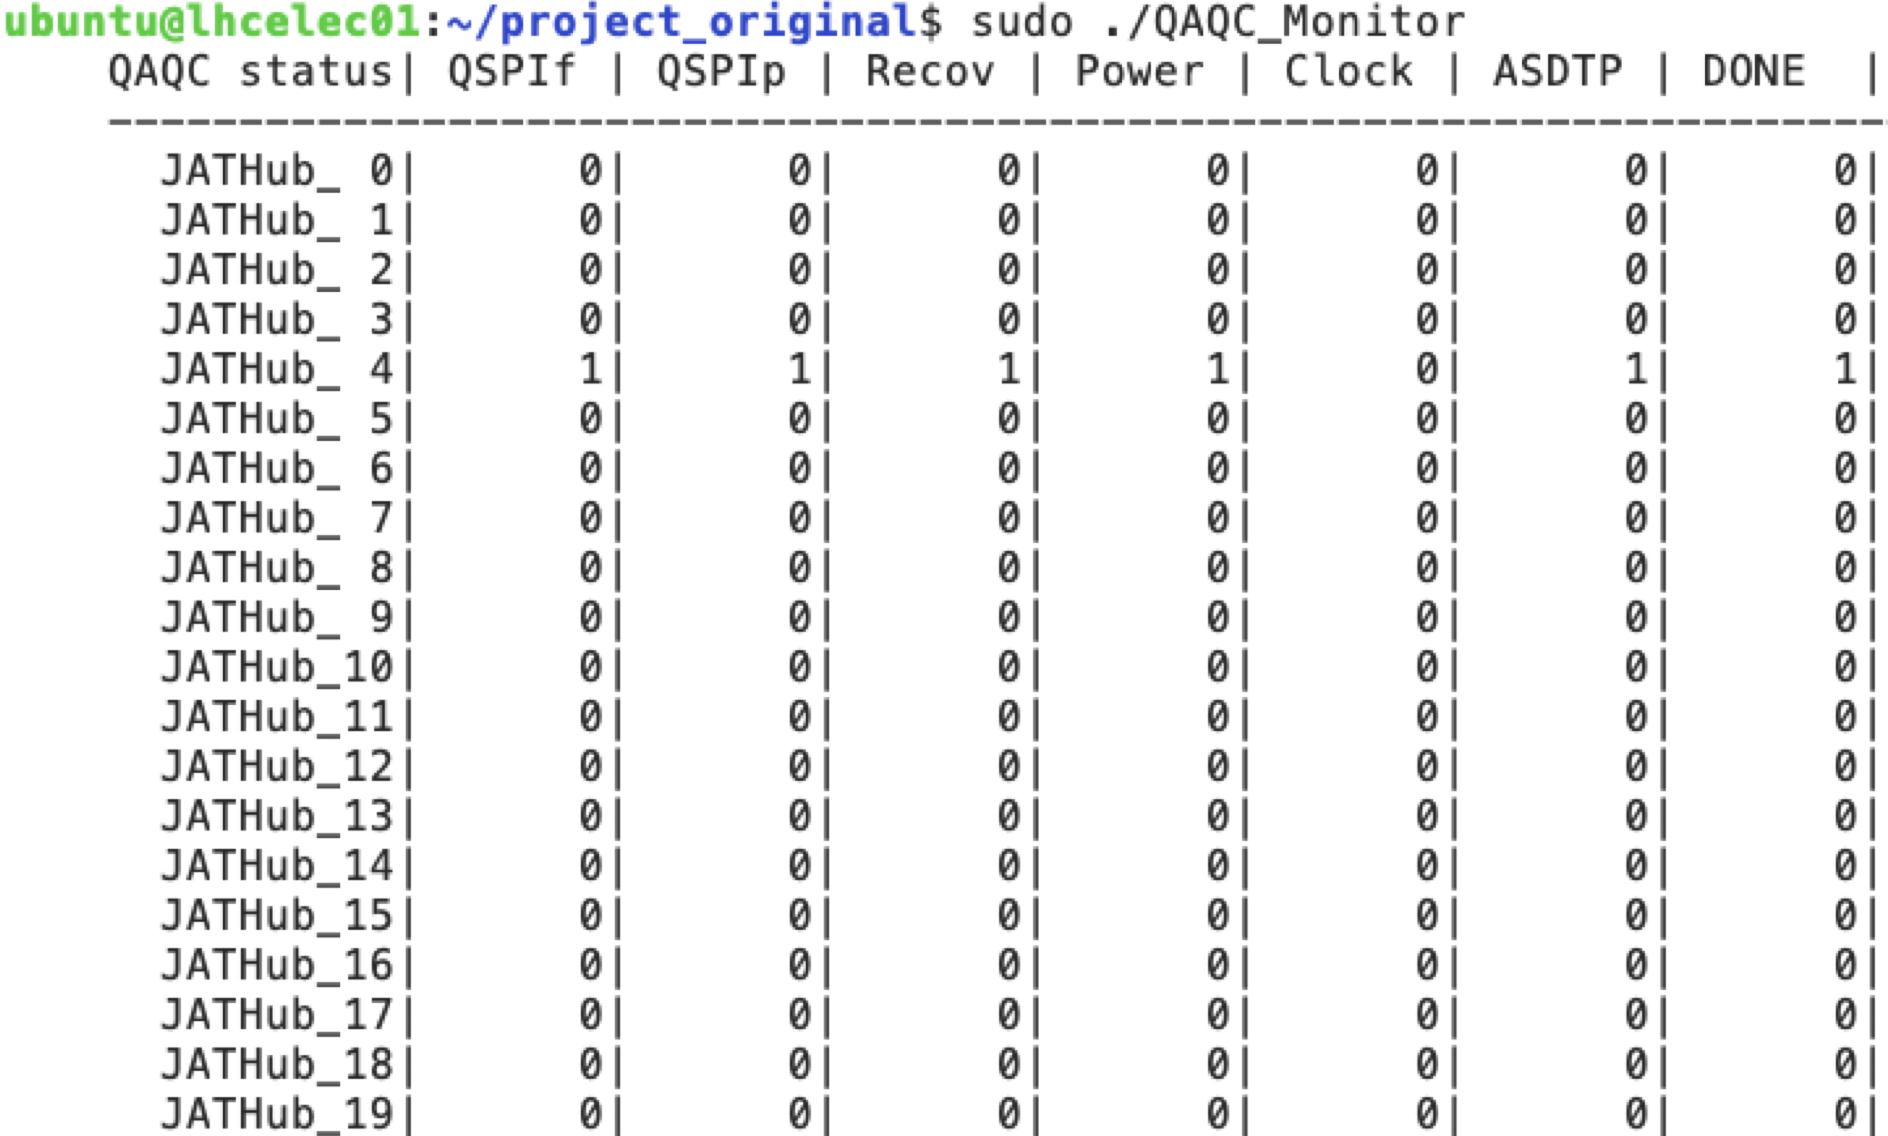 ubuntu@lhcelec01:~/project_original$ sudo ./QAQC_Monitor
QAQC status| QSPIf | QSPIp | Recov | Power | Clock | ASDTP | DONE  |
--------------------------------------------------------------------
JATHub_ 0|      0|      0|      0|      0|      0|      0|      0|
JATHub_ 1|      0|      0|      0|      0|      0|      0|      0|
JATHub_ 2|      0|      0|      0|      0|      0|      0|      0|
JATHub_ 3|      0|      0|      0|      0|      0|      0|      0|
JATHub_ 4|      1|      1|      1|      1|      0|      1|      1|
JATHub_ 5|      0|      0|      0|      0|      0|      0|      0|
JATHub_ 6|      0|      0|      0|      0|      0|      0|      0|
JATHub_ 7|      0|      0|      0|      0|      0|      0|      0|
JATHub_ 8|      0|      0|      0|      0|      0|      0|      0|
JATHub_ 9|      0|      0|      0|      0|      0|      0|      0|
JATHub_10|      0|      0|      0|      0|      0|      0|      0|
JATHub_11|      0|      0|      0|      0|      0|      0|      0|
JATHub_12|      0|      0|      0|      0|      0|      0|      0|
JATHub_13|      0|      0|      0|      0|      0|      0|      0|
JATHub_14|      0|      0|      0|      0|      0|      0|      0|
JATHub_15|      0|      0|      0|      0|      0|      0|      0|
JATHub_16|      0|      0|      0|      0|      0|      0|      0|
JATHub_17|      0|      0|      0|      0|      0|      0|      0|
JATHub_18|      0|      0|      0|      0|      0|      0|      0|
JATHub_19|      0|      0|      0|      0|      0|      0|      0|